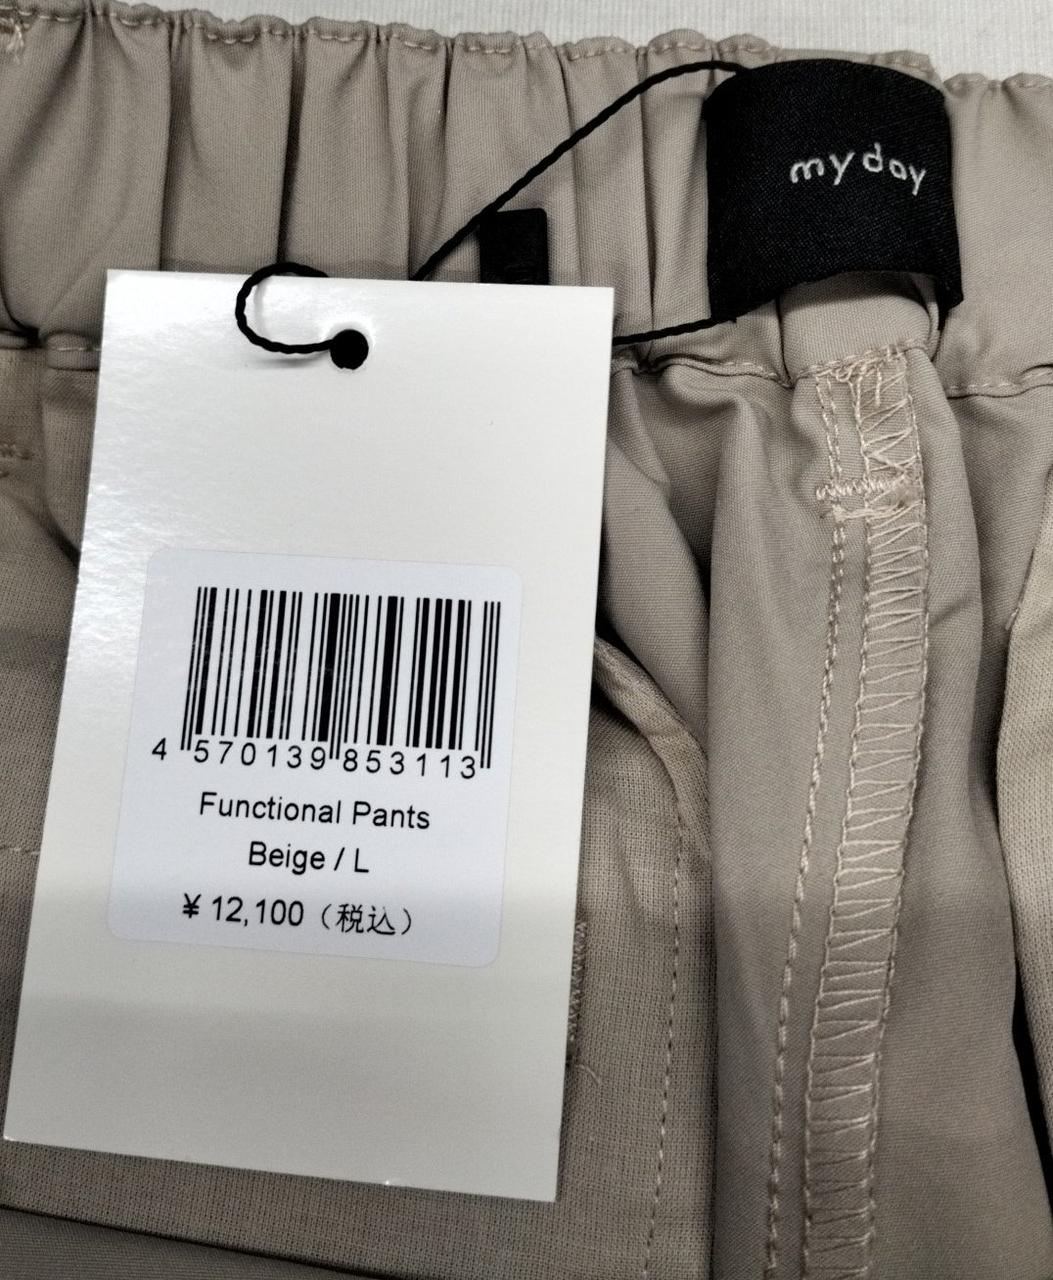 myday
4 570139 853113
Functional Pants
Beige / L
¥ 12,100（税込）